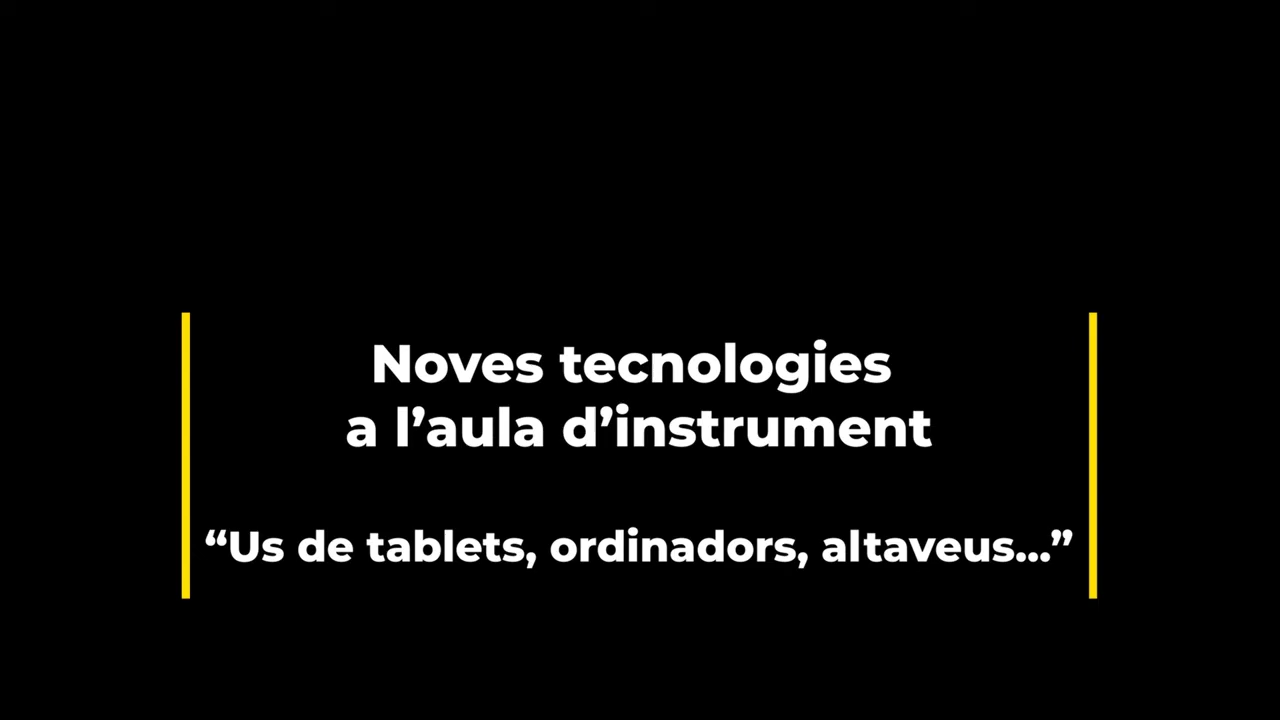 Noves tecnologies
a l’aula d’instrument
“Us de tablets, ordinadors, altaveus...”